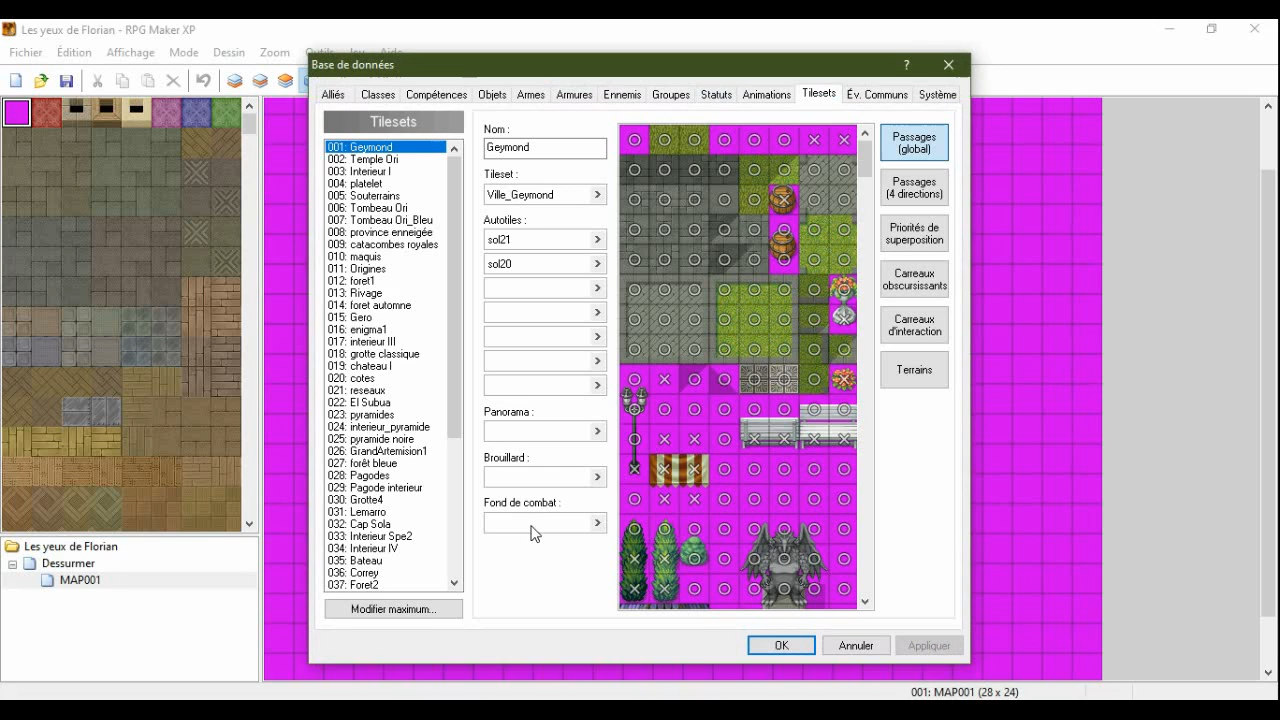 Les yeux de Florian - RPG Maker XP
Fichier Édition Affichage Mode Dessin Zoom Outils Jeu Aide
Base de données
Alliés Classes Compétences Objets Armes Armures Ennemis Groupes Statuts Animations Tilesets Év. Communs Système
Tilesets
001: Geymond
002: Temple Ori
003: Interieur I
004: platelet
005: Souterrains
006: Tombeau Ori
007: Tombeau Ori_Bleu
008: province enneigée
009: catacombes royales
010: maquis
011: Origines
012: foret1
013: Rivage
014: foret automne
015: Gero
016: enigma1
017: interieur III
018: grotte classique
019: chateau I
020: cotes
021: reseaux
022: El Subua
023: pyramides
024: interieur_pyramide
025: pyramide noire
026: GrandArtemision1
027: forêt bleue
028: Pagodes
029: Pagode interieur
030: Grotte4
031: Lemarro
032: Cap Sola
033: Interieur Spe2
034: Interieur IV
035: Bateau
036: Correy
037: Foret2
Modifier maximum...
Nom :
Geymond
Tileset :
Ville_Geymond
Autotiles :
sol21
sol20
Panorama :
Brouillard :
Fond de combat :
Passages
(global)
Passages
(4 directions)
Priorités de
superposition
Carreaux
obscursissants
Carreaux
d'interaction
Terrains
OK Annuler Appliquer
Les yeux de Florian
Dessurmer
MAP001
001: MAP001 (28 x 24)